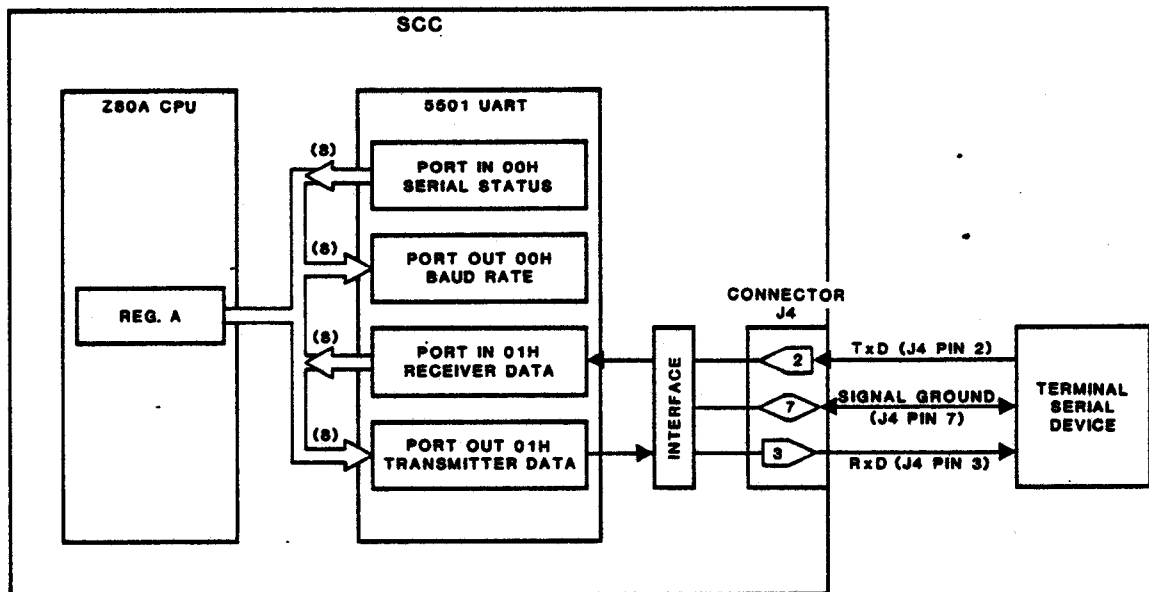 SCC
Z80A CPU
REG. A
5501 UART
(8)
PORT IN 00H
SERIAL STATUS
(8)
PORT OUT 00H
BAUD RATE
(8)
PORT IN 01H
RECEIVER DATA
(8)
PORT OUT 01H
TRANSMITTER DATA
INTERFACE
CONNECTOR
J4
2
7
3
TxD (J4 PIN 2)
SIGNAL GROUND
(J4 PIN 7)
RxD (J4 PIN 3)
TERMINAL
SERIAL
DEVICE